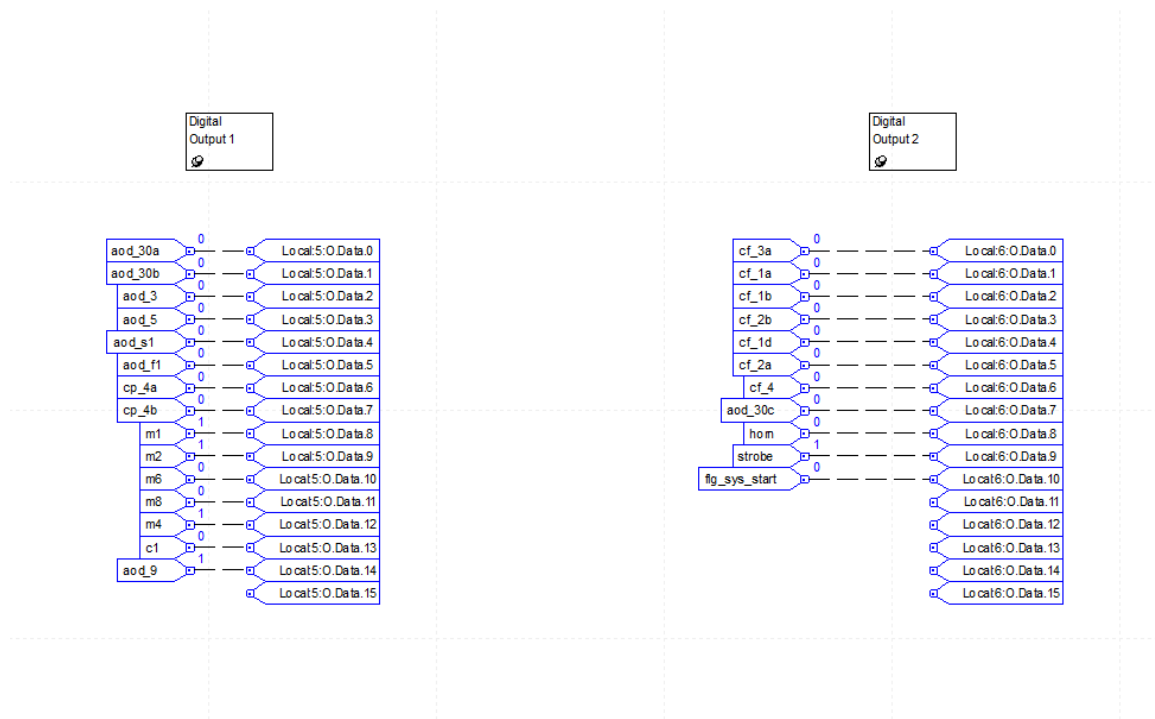 Digital
Output 1
Digital
Output 2
0
aod_30a Local:5:O.Data.0
0
aod_30b Local:5:O.Data.1
0
aod_3 Local:5:O.Data.2
0
aod_5 Local:5:O.Data.3
0
aod_s1 Local:5:O.Data.4
0
aod_f1 Local:5:O.Data.5
0
cp_4a Local:5:O.Data.6
0
cp_4b Local:5:O.Data.7
1
m1 Local:5:O.Data.8
1
m2 Local:5:O.Data.9
0
m6 Local:5:O.Data.10
0
m8 Local:5:O.Data.11
1
m4 Local:5:O.Data.12
0
c1 Local:5:O.Data.13
1
aod_9 Local:5:O.Data.14
Local:5:O.Data.15
0
cf_3a Local:6:O.Data.0
0
cf_1a Local:6:O.Data.1
0
cf_1b Local:6:O.Data.2
0
cf_2b Local:6:O.Data.3
0
cf_1d Local:6:O.Data.4
0
cf_2a Local:6:O.Data.5
0
cf_4 Local:6:O.Data.6
0
aod_30c Local:6:O.Data.7
0
horn Local:6:O.Data.8
1
strobe Local:6:O.Data.9
0
flg_sys_start Local:6:O.Data.10
Local:6:O.Data.11
Local:6:O.Data.12
Local:6:O.Data.13
Local:6:O.Data.14
Local:6:O.Data.15